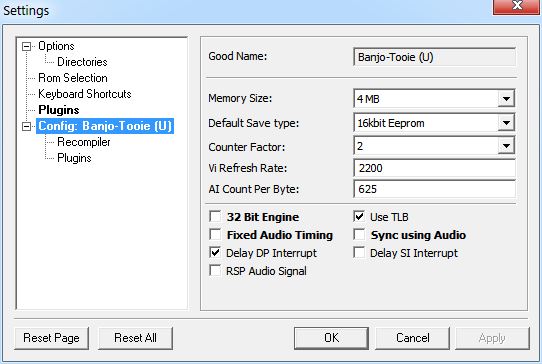 Settings
Options
Directories
Rom Selection
Keyboard Shortcuts
Plugins
Config: Banjo-Tooie (U)
Recompiler
Plugins
Good Name: Banjo-Tooie (U)
Memory Size: 4 MB
Default Save type: 16kbit Eeprom
Counter Factor: 2
Vi Refresh Rate: 2200
AI Count Per Byte: 625
32 Bit Engine Use TLB
Fixed Audio Timing Sync using Audio
Delay DP Interrupt Delay SI Interrupt
RSP Audio Signal
Reset Page Reset All OK Cancel Apply